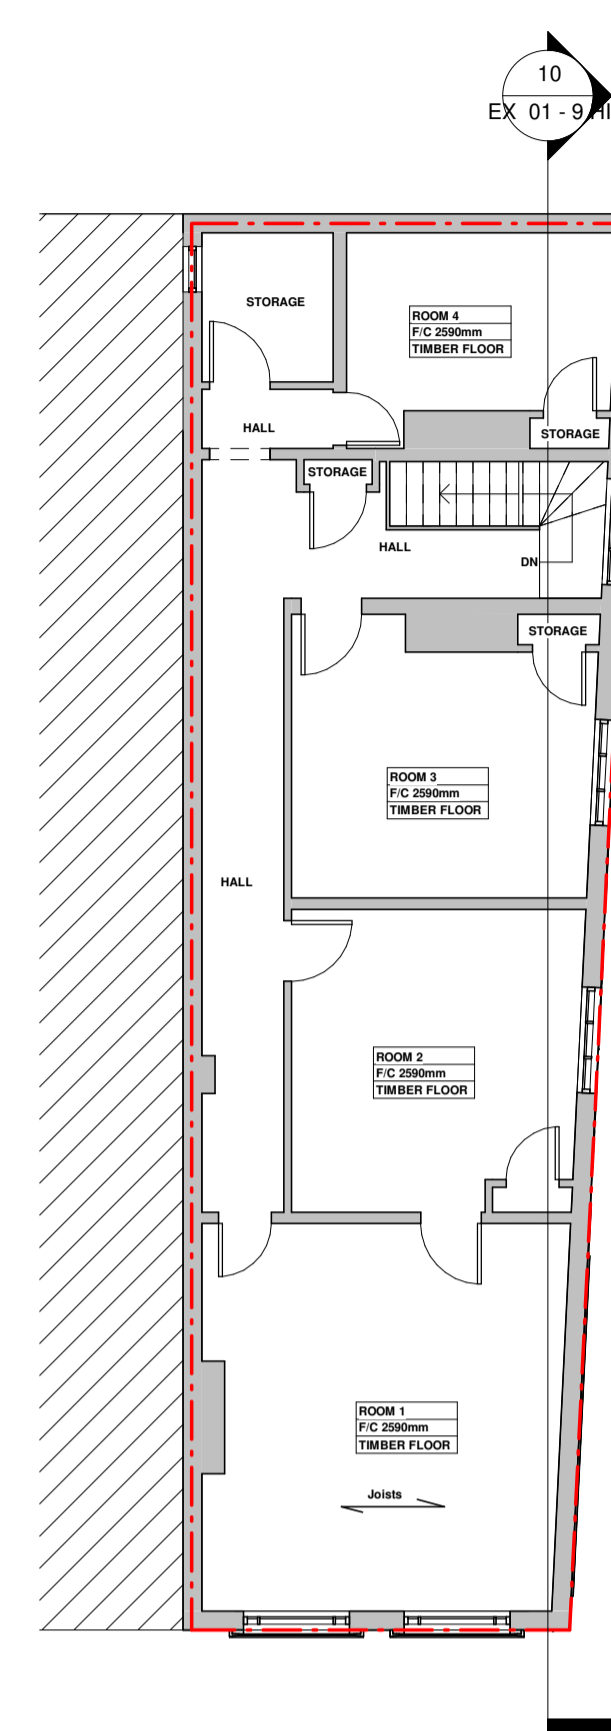 10
EX 01 - 9 HI
STORAGE
ROOM 4
F/C 2590mm
TIMBER FLOOR
HALL
STORAGE
STORAGE
HALL
DN
STORAGE
ROOM 3
F/C 2590mm
TIMBER FLOOR
HALL
ROOM 2
F/C 2590mm
TIMBER FLOOR
ROOM 1
F/C 2590mm
TIMBER FLOOR
Joists